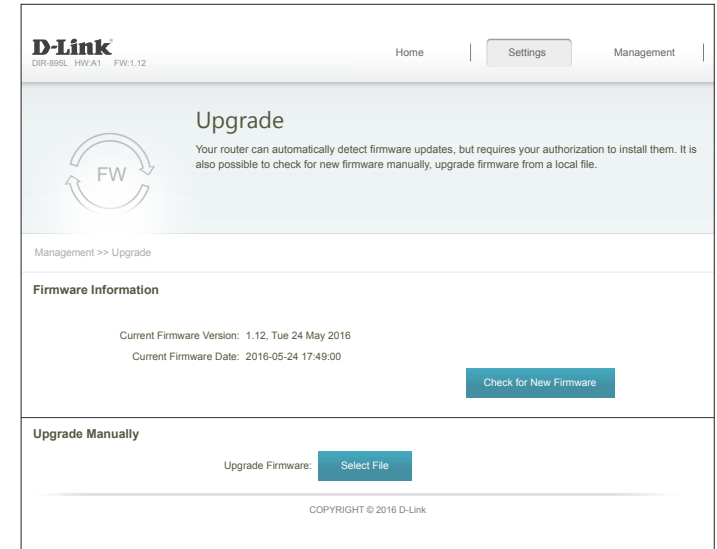 D-Link®
DIR-895L HW:A1 FW:1.12
Home Settings Management
Upgrade
Your router can automatically detect firmware updates, but requires your authorization to install them. It is
also possible to check for new firmware manually, upgrade firmware from a local file.
FW
Management >> Upgrade
Firmware Information
Current Firmware Version: 1.12, Tue 24 May 2016
Current Firmware Date: 2016-05-24 17:49:00
Check for New Firmware
Upgrade Manually
Upgrade Firmware: Select File
COPYRIGHT © 2016 D-Link